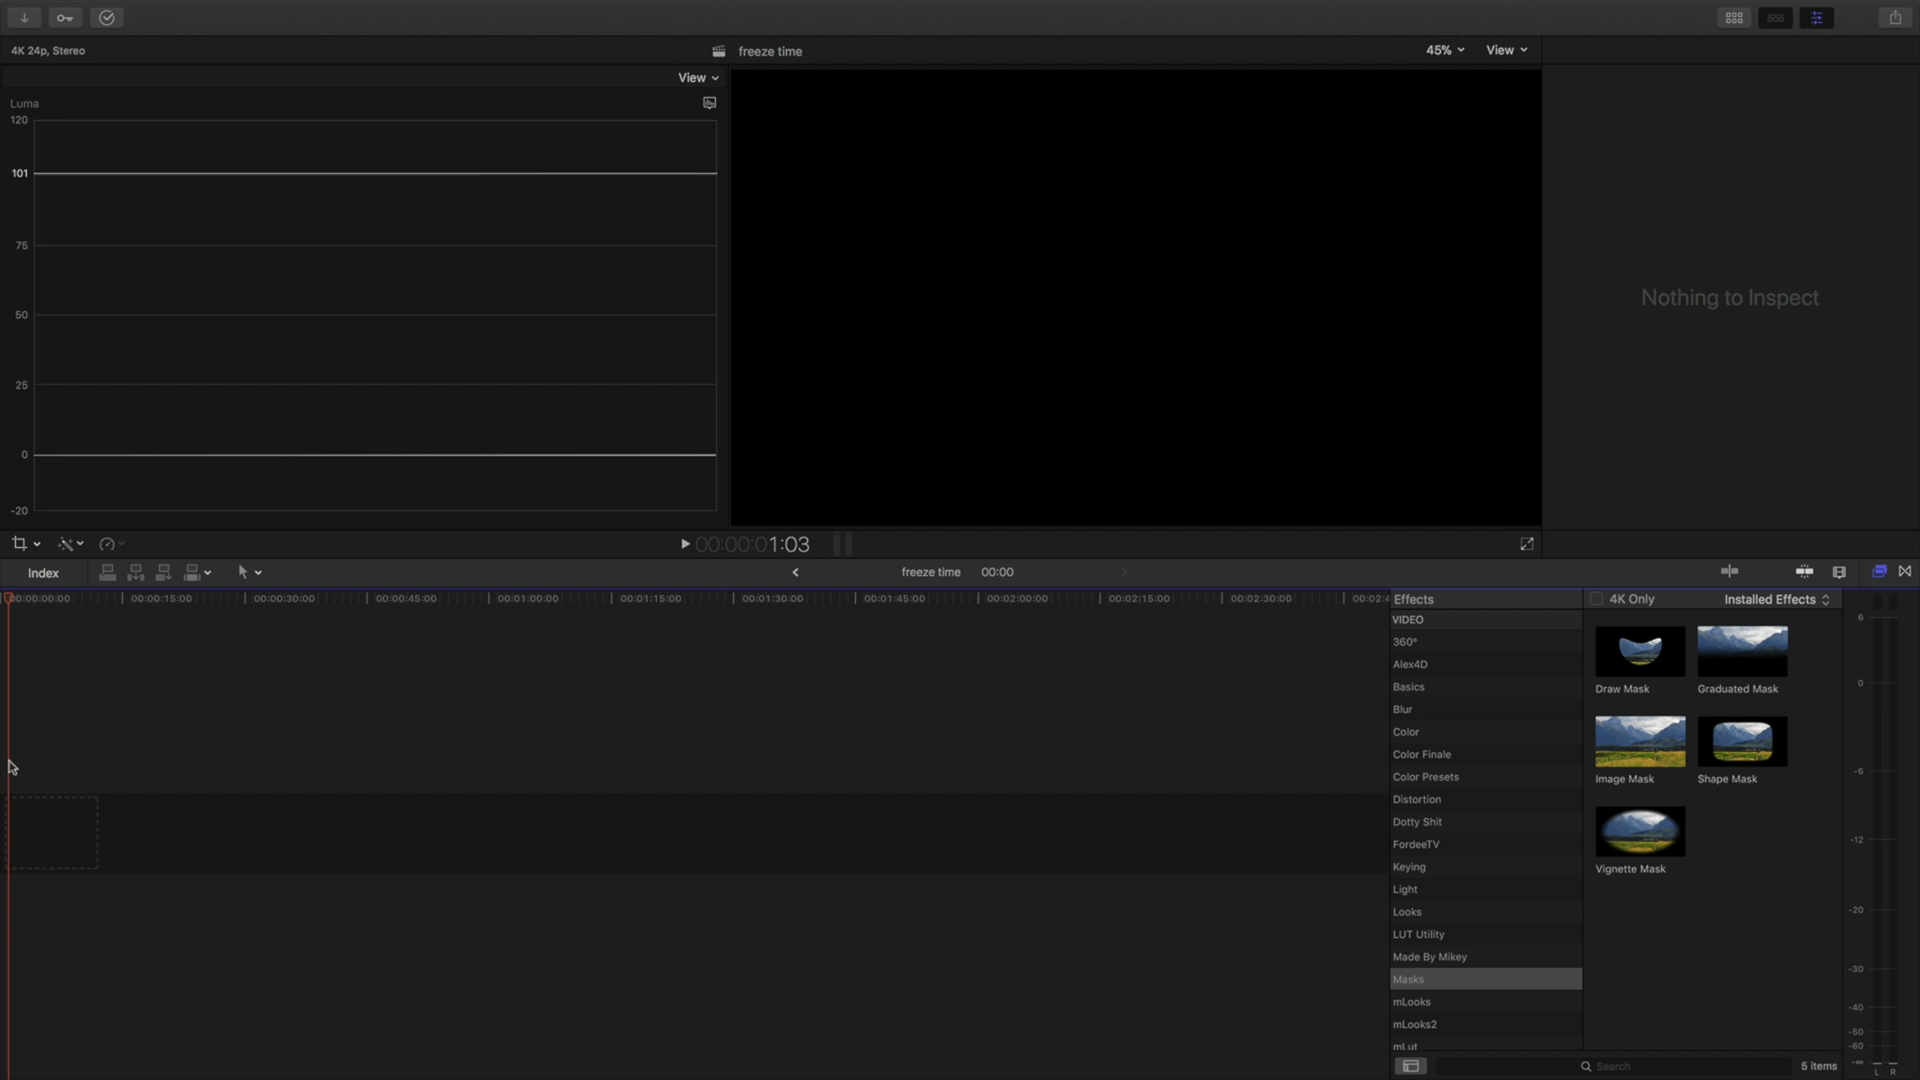 4K 24p, Stereo
freeze time
45%
View
View
Luma
120
101
75
50
25
0
-20
Nothing to Inspect
00:00:01:03
Index
freeze time 00:00
00:00:00:00 00:00:15:00 00:00:30:00 00:00:45:00 00:01:00:00 00:01:15:00 00:01:30:00 00:01:45:00 00:02:00:00 00:02:15:00 00:02:30:00 00:02:4
Effects
VIDEO
360°
Alex4D
Basics
Blur
Color
Color Finale
Color Presets
Distortion
Dotty Shit
FordeeTV
Keying
Light
Looks
LUT Utility
Made By Mikey
Masks
mLooks
mLooks2
mLut
4K Only
Installed Effects
Draw Mask
Graduated Mask
Image Mask
Shape Mask
Vignette Mask
Search
5 items
6
0
-6
-12
-20
-30
-40
-50
-60
-∞
L R